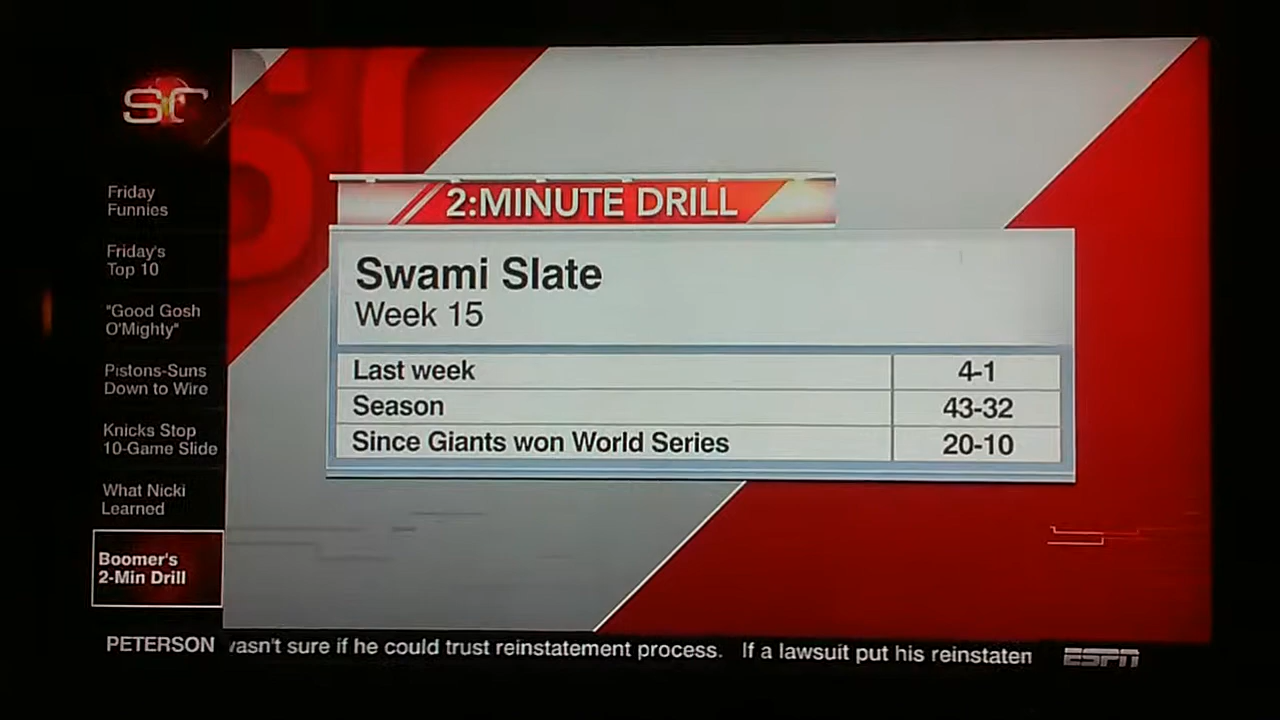 SC
Friday
Funnies
Friday's
Top 10
"Good Gosh
O'Mighty"
Pistons-Suns
Down to Wire
Knicks Stop
10-Game Slide
What Nicki
Learned
Boomer's
2-Min Drill
2:MINUTE DRILL
Swami Slate
Week 15
Last week 4-1
Season 43-32
Since Giants won World Series 20-10
PETERSON wasn't sure if he could trust reinstatement process. If a lawsuit put his reinstaten
ESPN